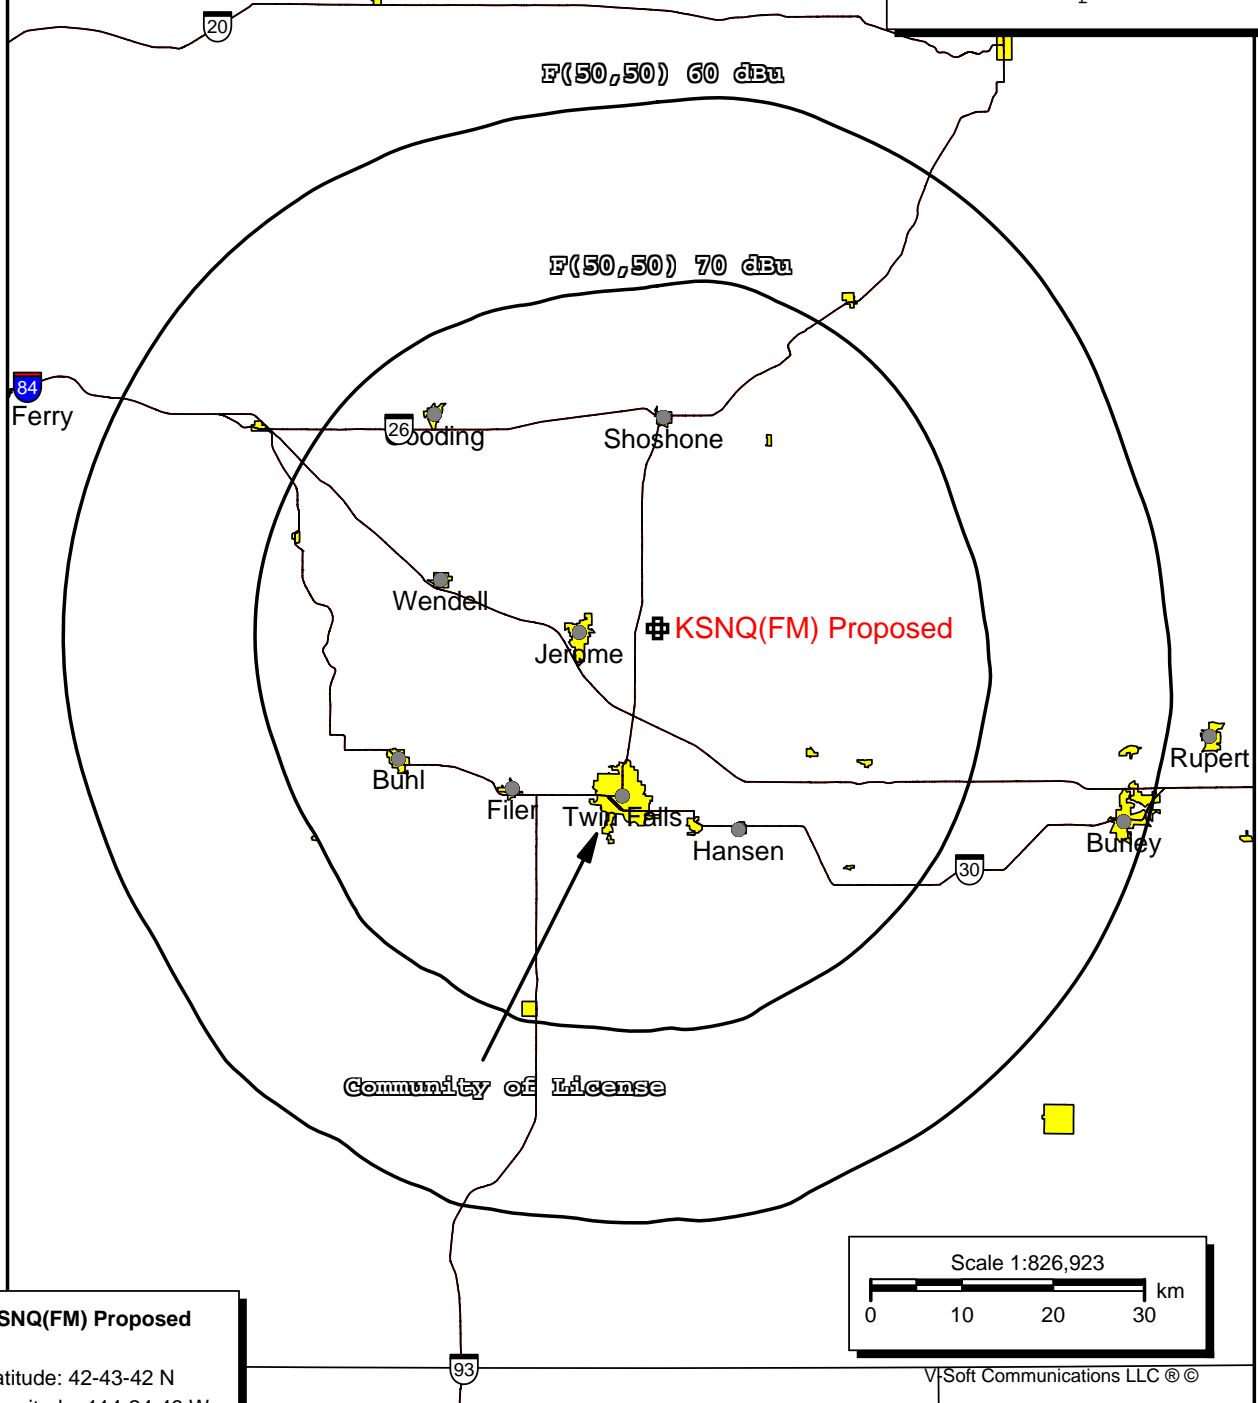 20
F(50,50) 60 dBu
F(50,50) 70 dBu
84
Ferry
26
Shoshone
Wendell
KSNQ(FM) Proposed
Jerome
Rupert
Buhl
Filer
Twin Falls
Burley
Hansen
30
Community of License
Scale 1:826,923
km
0 10 20 30
SNQ(FM) Proposed
93
atitude: 42-43-42 N
V-Soft Communications LLC ® ©